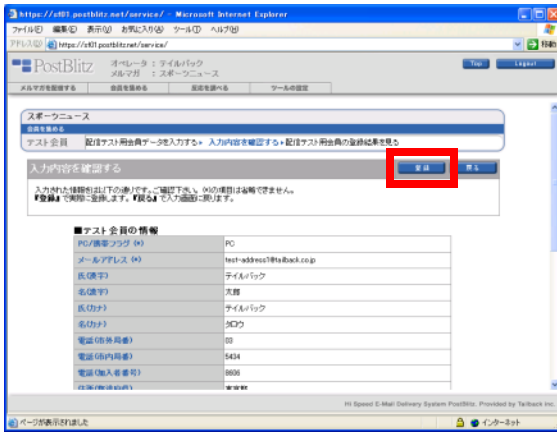 https://st01.postblitz.net/service/ - Microsoft Internet Explorer
ファイル(F) 編集(E) 表示(V) お気に入り(A) ツール(T) ヘルプ(H)
アドレス(D) https://st01.postblitz.net/service/ 移動
PostBlitz オペレータ : テイルバック Top Logout
メルマガ : スポーツニュース
メルマガを配信する 会員を集める 反応を調べる ツールの設定
スポーツニュース
会員を集める
テスト会員 配信テスト用会員データを入力する▶ 入力内容を確認する▶配信テスト用会員の登録結果を見る
入力内容を確認する 登録 戻る
入力された情報は以下の通りです。ご確認下さい。(*)の項目は省略できません。
『登録』で実際に登録します。『戻る』で入力画面に戻ります。
■テスト会員の情報
PC/携帯フラグ (*) PC
メールアドレス (*) test-address1@tailback.co.jp
氏(漢字) テイルバック
名(漢字) 太郎
氏(カナ) テイルバック
名(カナ) タロウ
電話(市外局番) 03
電話(市内局番) 5434
電話(加入者番号)
Hi Speed E-Mail Delivery System PostBlitz. Provided by Tailback Inc.
ページが表示されました インターネット